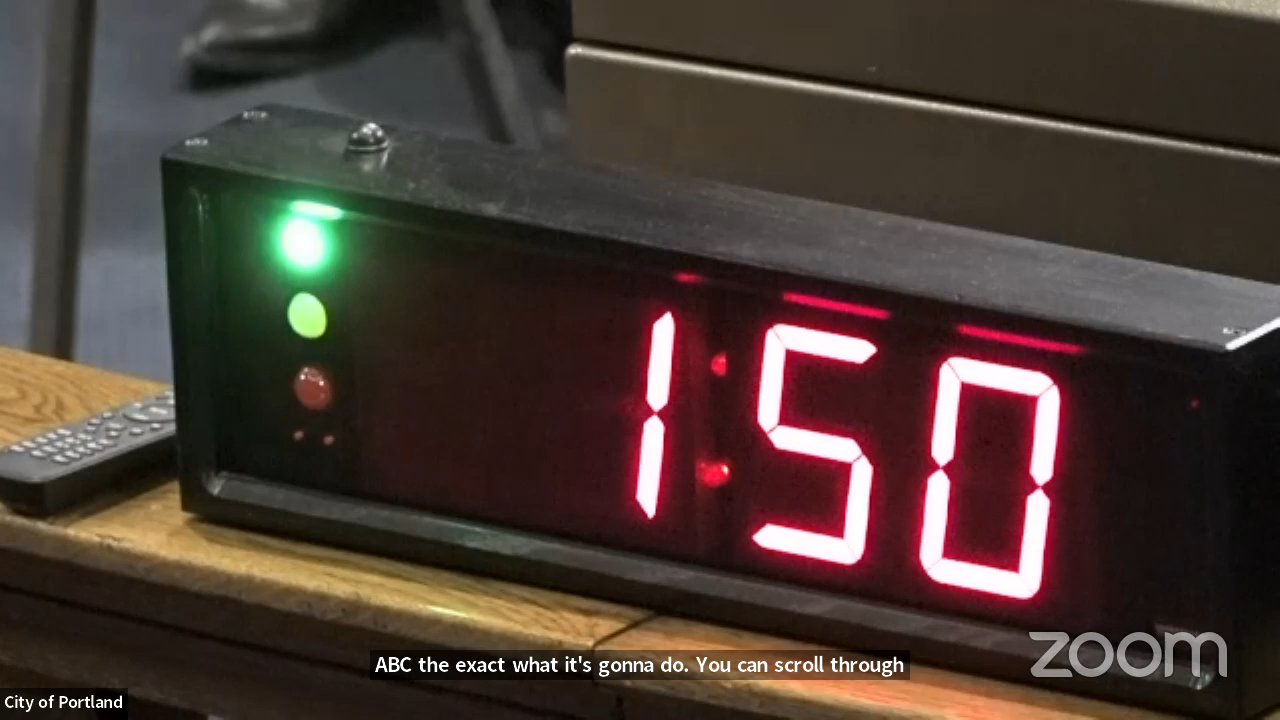 1:50
ABC the exact what it's gonna do. You can scroll through
zoom
City of Portland